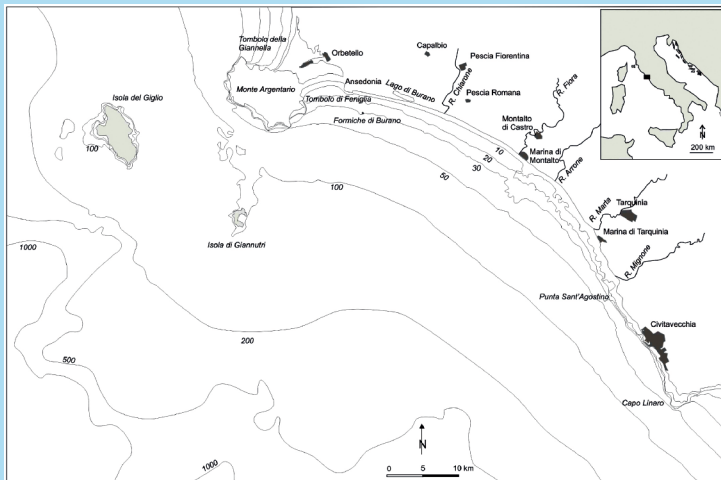 Tombolo della
Giannella
Orbetello
Capalbio
Pescia Fiorentina
Monte Argentario
Ansedonia
Lago di Burano
R. Chiarone
R. Fiora
Isola del Giglio
Tombolo di Feniglia
Pescia Romana
Formiche di Burano
Montalto
di Castro
N
200 km
100
10
20
30
50
100
Marina di
Montalto
R. Arrone
R. Marta
Tarquinia
Marina di Tarquinia
Isola di Giannutri
1000
R. Mignone
Punta Sant'Agostino
Civitavecchia
200
500
Capo Linaro
N
1000
0 5 10 km